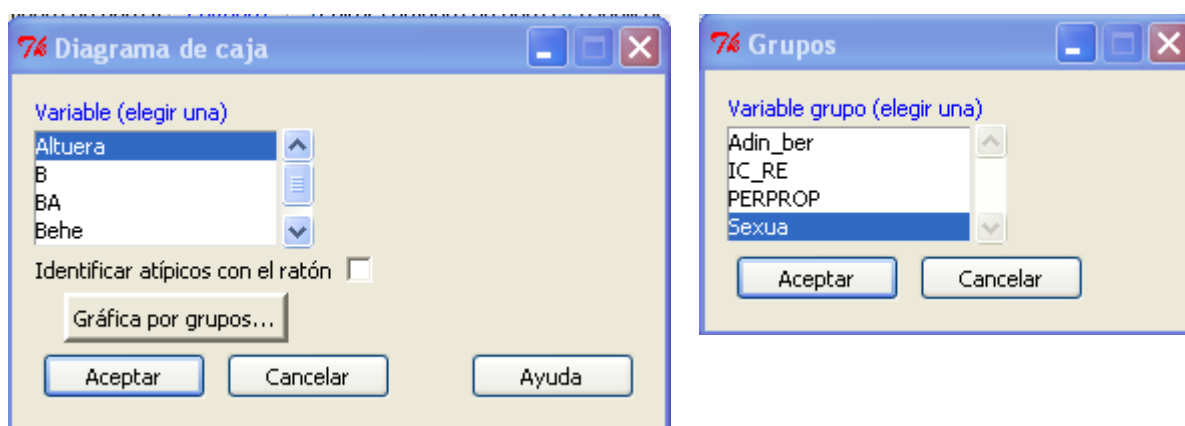 Diagrama de caja
Variable (elegir una)
Altuera
B
BA
Behe
Identificar atípicos con el ratón
Gráfica por grupos...
Aceptar Cancelar Ayuda
Grupos
Variable grupo (elegir una)
Adin_ber
IC_RE
PERPROP
Sexua
Aceptar Cancelar